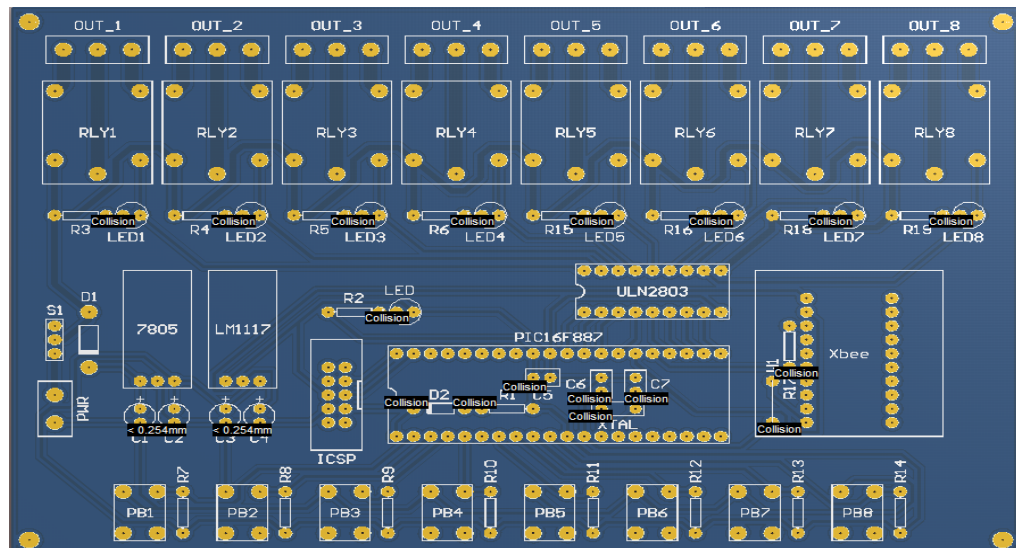 OUT_1 OUT_2 OUT_3 OUT_4 OUT_5 OUT_6 OUT_7 OUT_8
RLY1 RLY2 RLY3 RLY4 RLY5 RLY6 RLY7 RLY8
Collision Collision Collision Collision Collision Collision Collision Collision
R3 R4 R5 R6 R15 R16 R18 R19
LED1 LED2 LED3 LED4 LED5 LED6 LED7 LED8
D1 R2 LED ULN2803
S1 Collision
7805 LM1117 PIC16F887 Xbee
Collision C6 C7 Collision
PWR C5 R17
Collision D2 Collision R1 Collision Collision
+ + + + Collision
< 0.254mm < 0.254mm XTAL Collision
C1 C2 C3 C4
ICSP
R7 R8 R9 R10 R11 R12 R13 R14
PB1 PB2 PB3 PB4 PB5 PB6 PB7 PB8